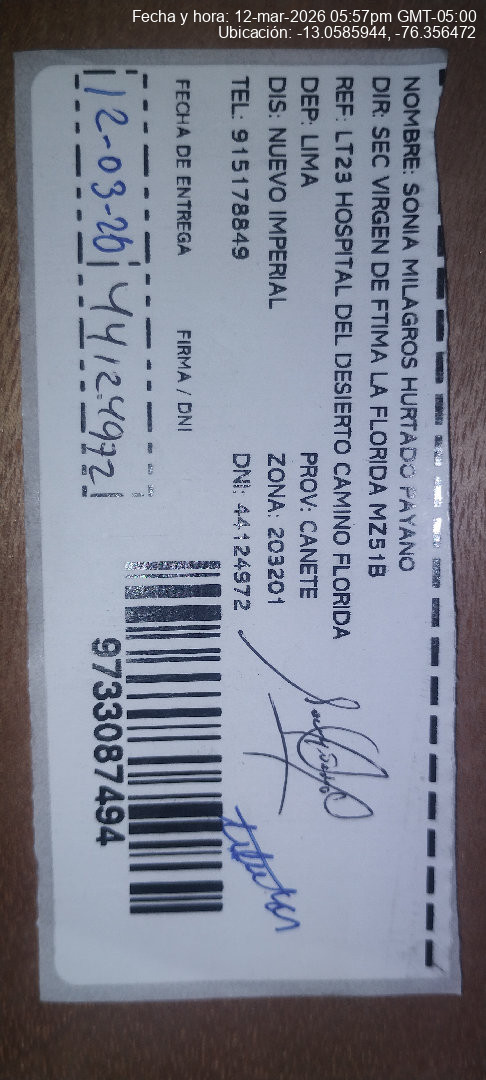 Fecha y hora: 12-mar-2026 05:57pm GMT-05:00
Ubicación: -13.0585944, -76.356472
NOMBRE: SONIA MILAGROS HURTADO PAYANO
DIR: SEC VIRGEN DE FTIMA LA FLORIDA MZ51B
REF: LT23 HOSPITAL DEL DESIERTO CAMINO FLORIDA
DEP: LIMA PROV: CANETE
DIS: NUEVO IMPERIAL ZONA: 203201
TEL: 915178849 DNI: 44124972
FECHA DE ENTREGA FIRMA / DNI
12-03-26 44124972
9733087494
titular